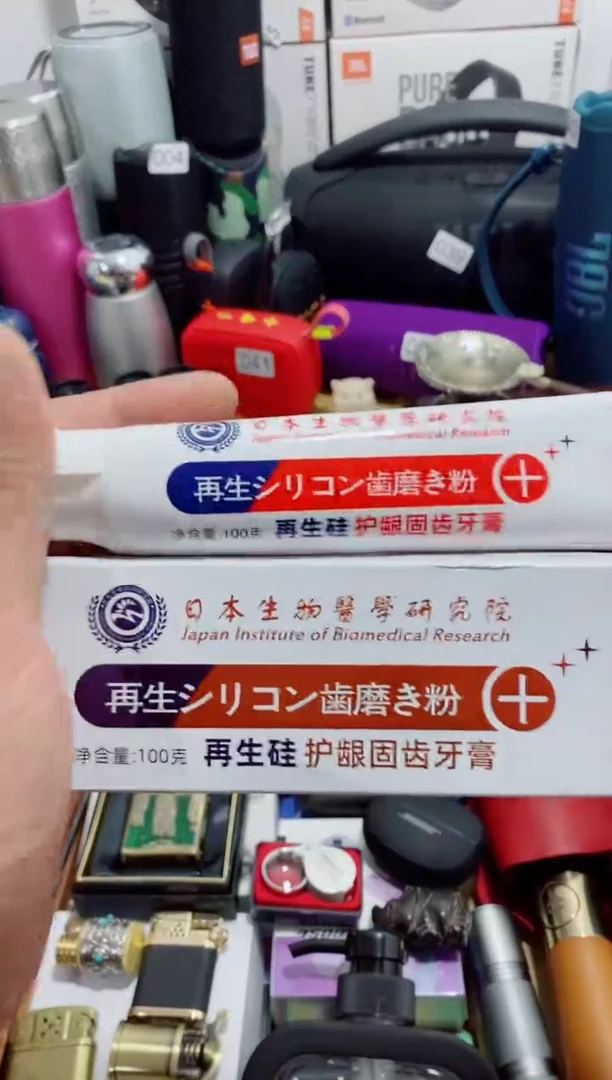 Bluetooth
JBL
TUNE
PURE
TUNE
004
JBL
041
日本生物醫學研究院
再生シリコン歯磨き粉
净含量:100克 再生硅 护龈固齿牙膏
日本生物醫學研究院
Japan Institute of Biomedical Research
再生シリコン歯磨き粉
净含量:100克 再生硅 护龈固齿牙膏